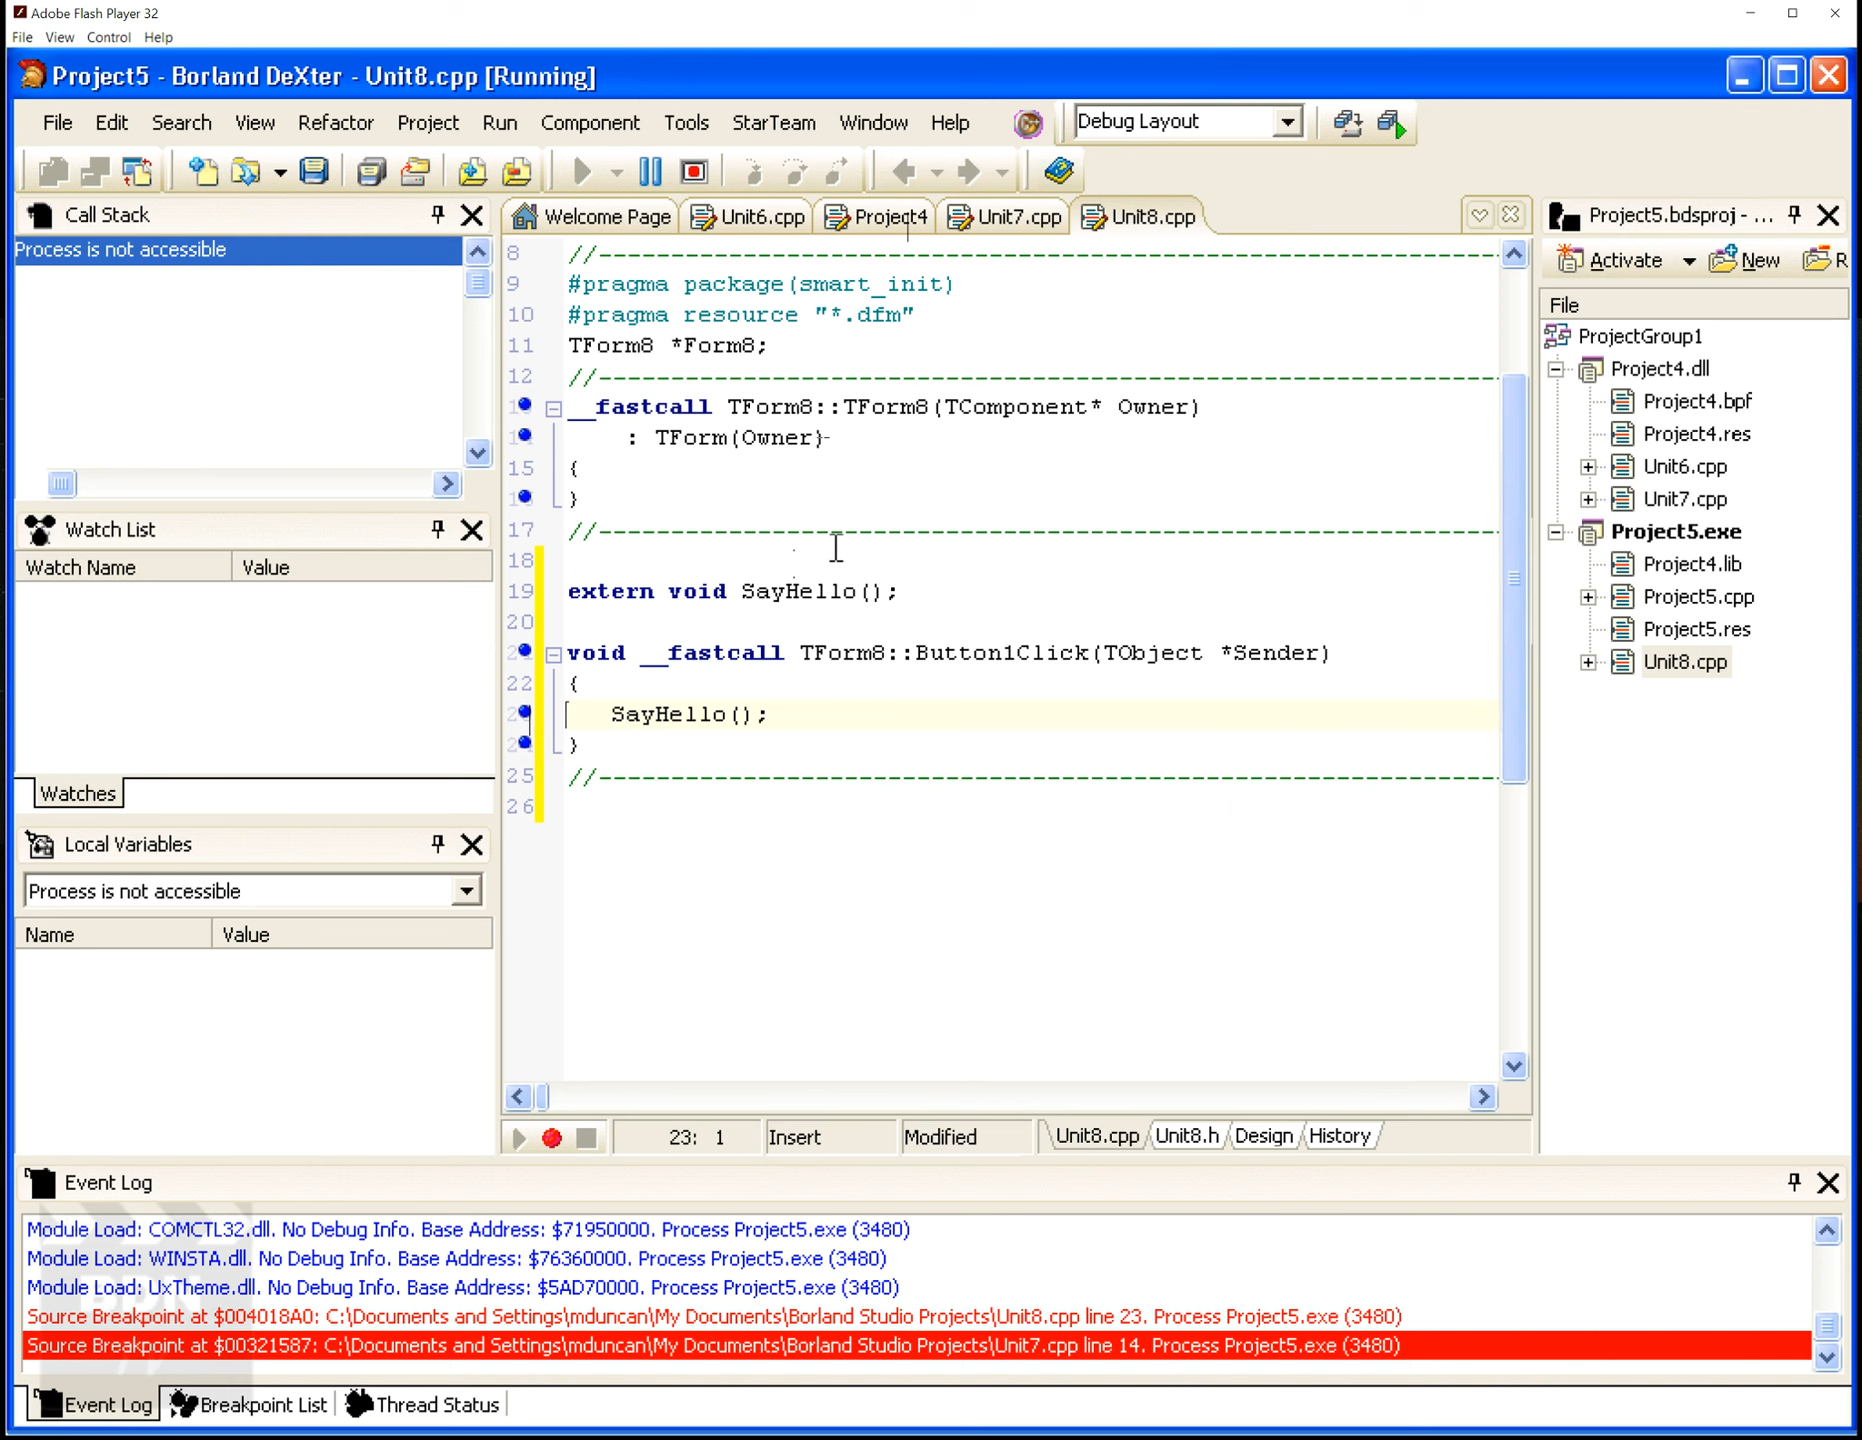 Adobe Flash Player 32
File View Control Help
Project5 - Borland DeXter - Unit8.cpp [Running]
File Edit Search View Refactor Project Run Component Tools StarTeam Window Help
Debug Layout
Call Stack
Process is not accessible
Watch List
Watch Name Value
Watches
Local Variables
Process is not accessible
Name Value
Welcome Page Unit6.cpp Project4 Unit7.cpp Unit8.cpp
8 //---------------------------------------------------------------
9 #pragma package(smart_init)
10 #pragma resource "*.dfm"
11 TForm8 *Form8;
12 //---------------------------------------------------------------
__fastcall TForm8::TForm8(TComponent* Owner)
: TForm(Owner)
15 {
}
17 //---------------------------------------------------------------
18
19 extern void SayHello();
20
void __fastcall TForm8::Button1Click(TObject *Sender)
22 {
SayHello();
}
25 //---------------------------------------------------------------
26
23: 1 Insert Modified Unit8.cpp Unit8.h Design History
Project5.bdsproj - ...
Activate New R
File
ProjectGroup1
Project4.dll
Project4.bpf
Project4.res
Unit6.cpp
Unit7.cpp
Project5.exe
Project4.lib
Project5.cpp
Project5.res
Unit8.cpp
Event Log
Module Load: COMCTL32.dll. No Debug Info. Base Address: $71950000. Process Project5.exe (3480)
Module Load: WINSTA.dll. No Debug Info. Base Address: $76360000. Process Project5.exe (3480)
Module Load: UxTheme.dll. No Debug Info. Base Address: $5AD70000. Process Project5.exe (3480)
Source Breakpoint at $004018A0: C:\Documents and Settings\mduncan\My Documents\Borland Studio Projects\Unit8.cpp line 23. Process Project5.exe (3480)
Source Breakpoint at $00321587: C:\Documents and Settings\mduncan\My Documents\Borland Studio Projects\Unit7.cpp line 14. Process Project5.exe (3480)
Event Log Breakpoint List Thread Status